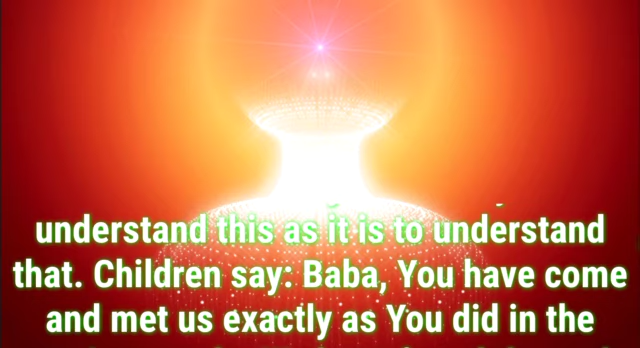 understand this as it is to understand
that. Children say: Baba, You have come
and met us exactly as You did in the